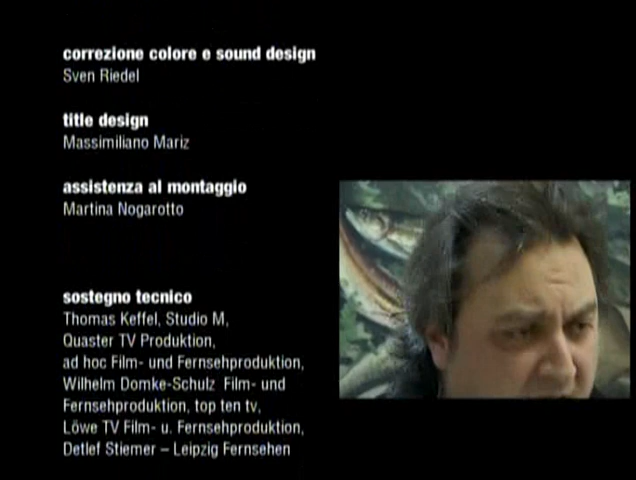 correzione colore e sound design
Sven Riedel
title design
Massimiliano Mariz
assistenza al montaggio
Martina Nogarotto
sostegno tecnico
Thomas Keffel, Studio M,
Quaster TV Produktion,
ad hoc Film- und Fernsehproduktion,
Wilhelm Domke-Schulz Film- und
Fernsehproduktion, top ten tv,
Löwe TV Film- u. Fernsehproduktion,
Detlef Stiemer – Leipzig Fernsehen